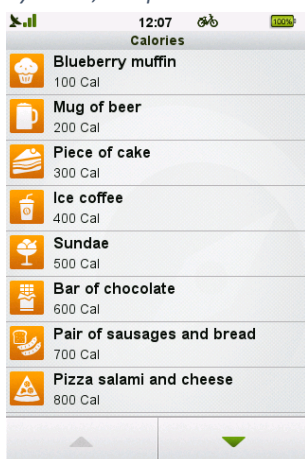 12:07
100%
Calories
Blueberry muffin
100 Cal
Mug of beer
200 Cal
Piece of cake
300 Cal
Ice coffee
400 Cal
Sundae
500 Cal
Bar of chocolate
600 Cal
Pair of sausages and bread
700 Cal
Pizza salami and cheese
800 Cal